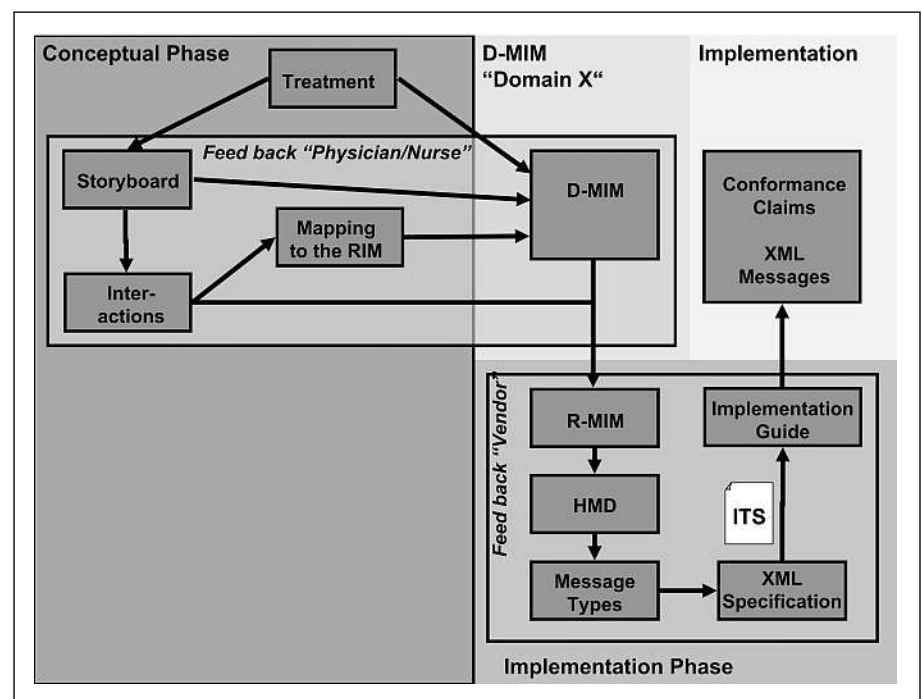 Conceptual Phase
D-MIM
“Domain X“
Implementation
Treatment
Feed back “Physician/Nurse”
Storyboard
D-MIM
Mapping
to the RIM
Inter-
actions
Conformance
Claims
XML
Messages
Feed back “Vendor”
R-MIM
Implementation
Guide
HMD
ITS
Message
Types
XML
Specification
Implementation Phase